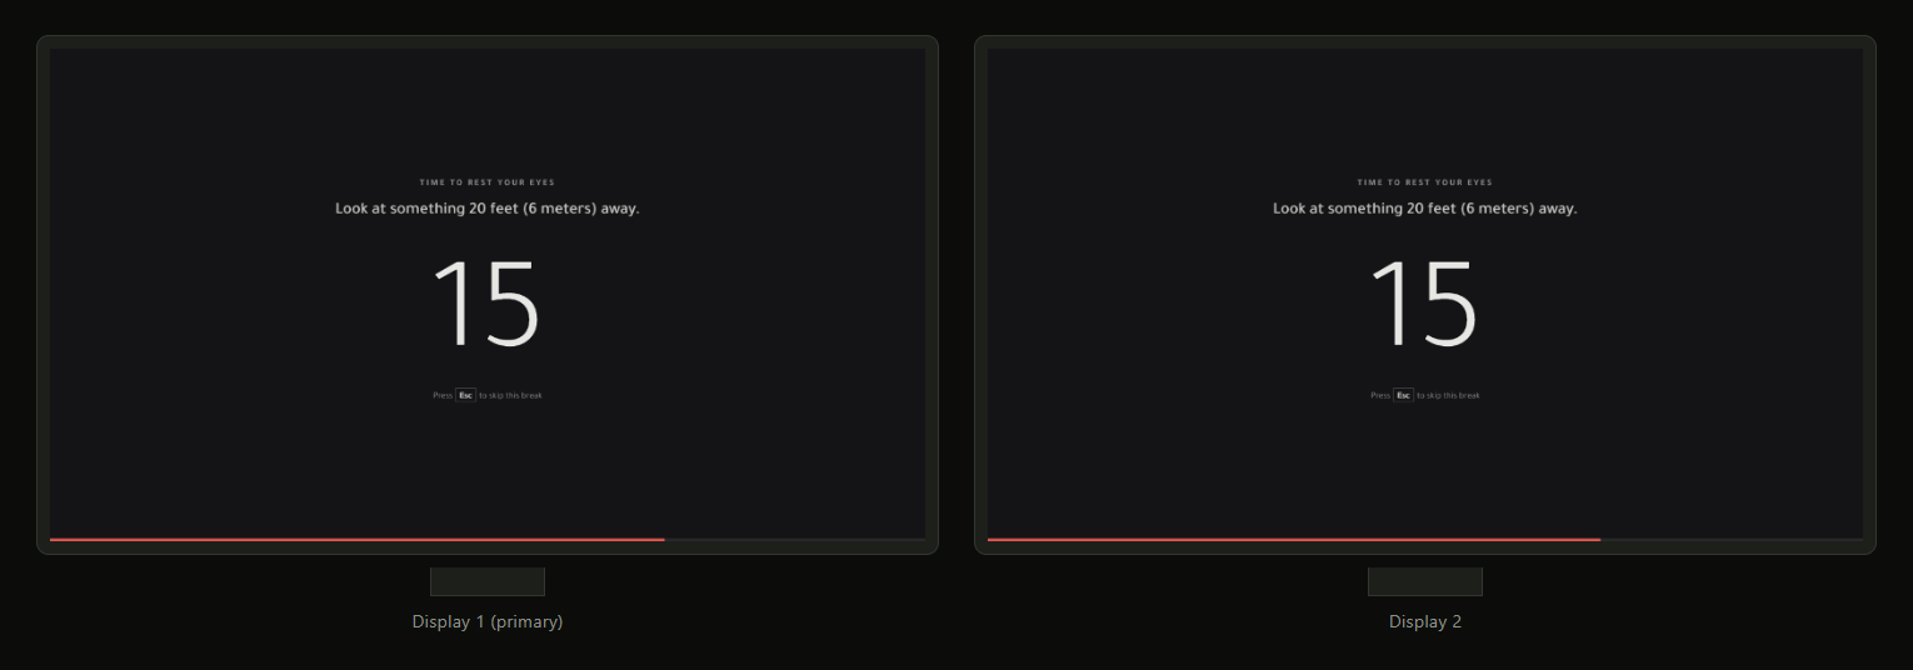 TIME TO REST YOUR EYES
Look at something 20 feet (6 meters) away.
15
Press Esc to skip this break
Display 1 (primary)
TIME TO REST YOUR EYES
Look at something 20 feet (6 meters) away.
15
Press Esc to skip this break
Display 2